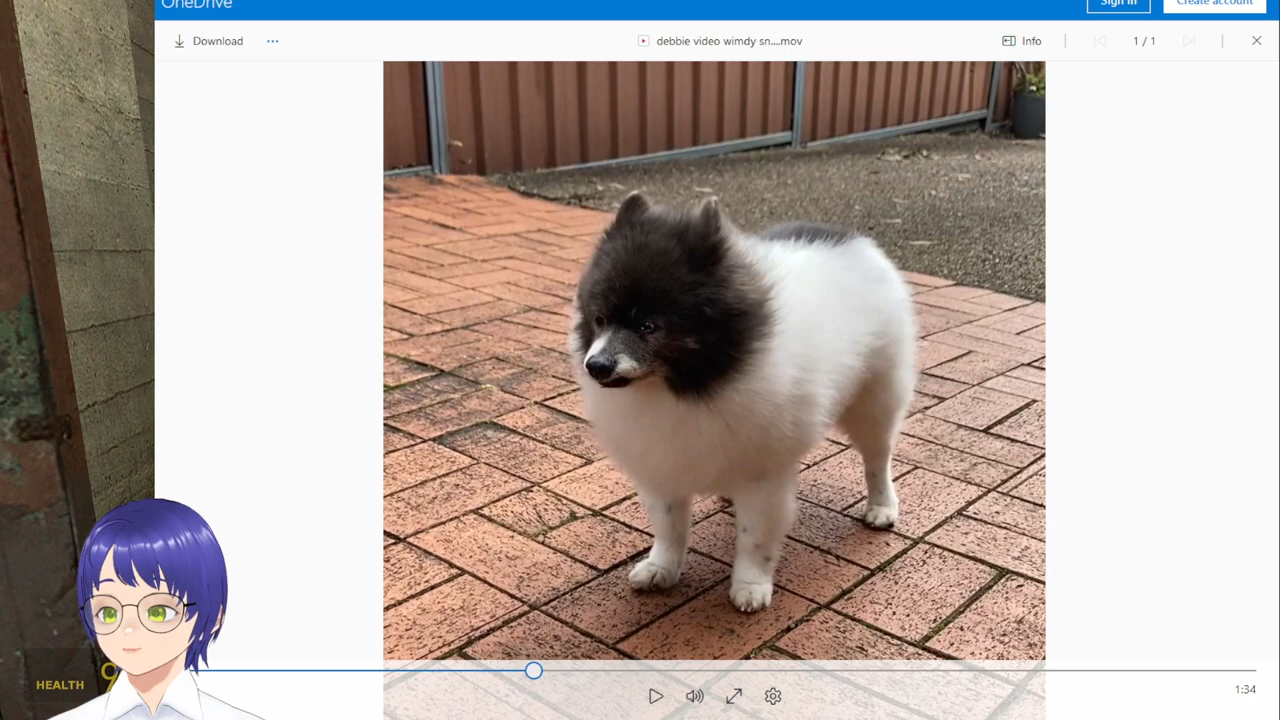 OneDrive
Sign in
Create account
Download
debbie video wimdy sn....mov
Info
1 / 1
HEALTH
1:34